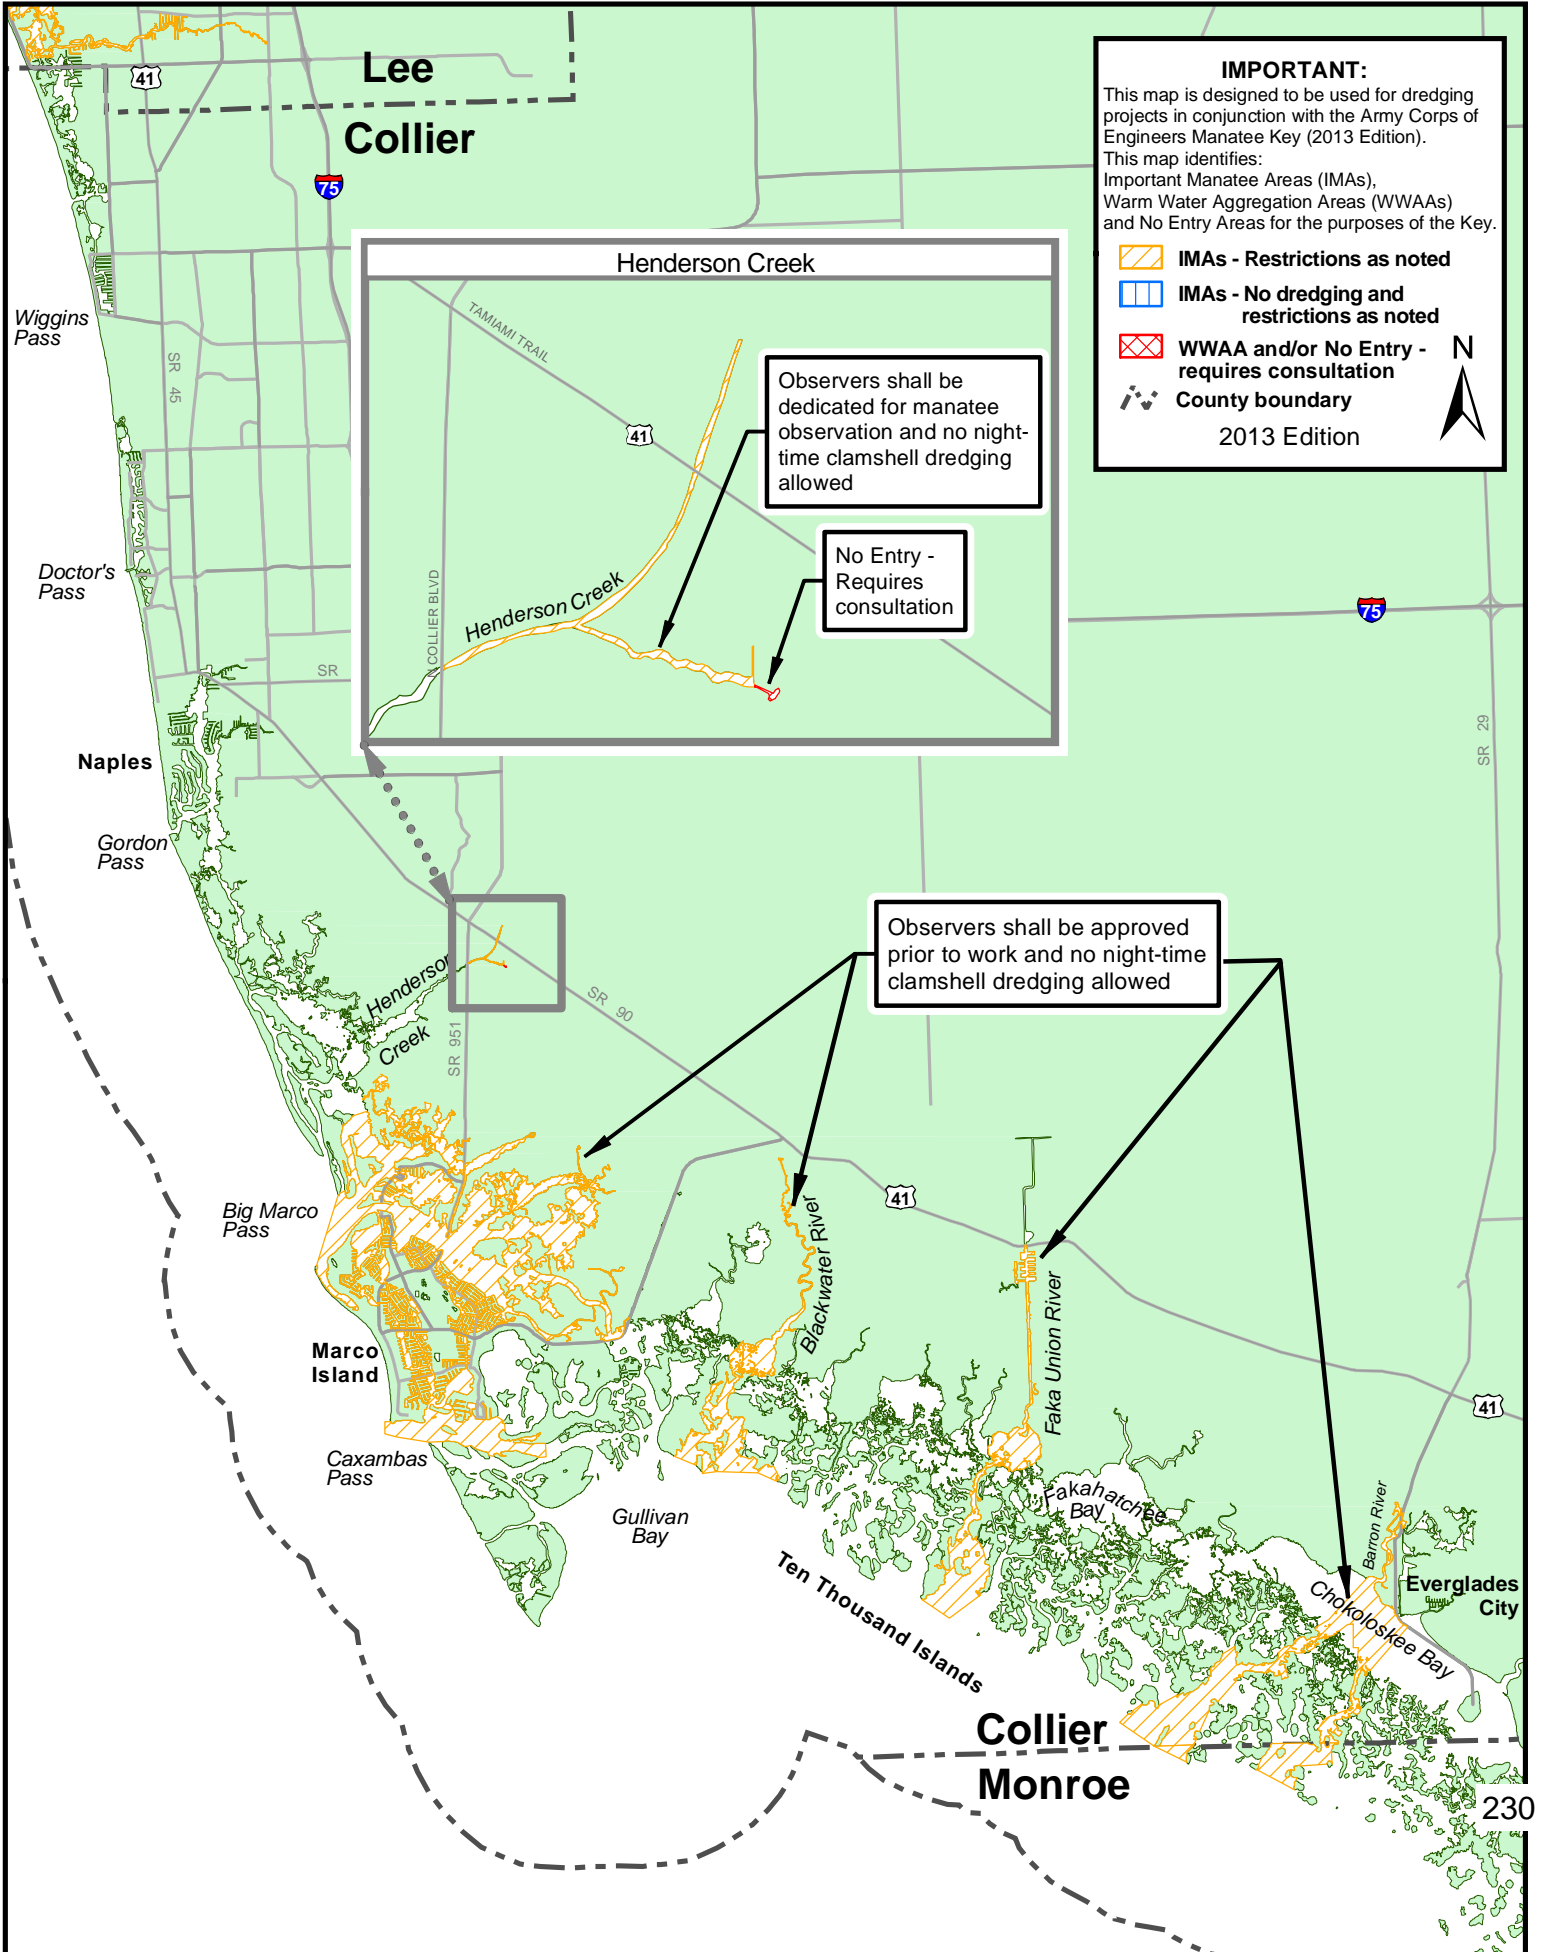 Lee
Collier
41
75
IMPORTANT:
This map is designed to be used for dredging
projects in conjunction with the Army Corps of
Engineers Manatee Key (2013 Edition).
This map identifies:
Important Manatee Areas (IMAs),
Warm Water Aggregation Areas (WWAAs)
and No Entry Areas for the purposes of the Key.
IMAs - Restrictions as noted
IMAs - No dredging and
restrictions as noted
WWAA and/or No Entry -
requires consultation
County boundary
N
2013 Edition
Henderson Creek
TAMIAMI TRAIL
41
Observers shall be
dedicated for manatee
observation and no night-
time clamshell dredging
allowed
No Entry -
Requires
consultation
Henderson Creek
N COLLIER BLVD
Wiggins
Pass
SR 45
Doctor's
Pass
SR
75
SR 29
Naples
Gordon
Pass
Observers shall be approved
prior to work and no night-time
clamshell dredging allowed
Henderson
Creek
SR 951
SR 90
Big Marco
Pass
Blackwater River
41
Faka Union River
Marco
Island
Caxambas
Pass
Gullivan
Bay
Fakahatchee
Bay
41
Barron River
Everglades
City
Chokoloskee Bay
Ten Thousand Islands
Collier
Monroe
230